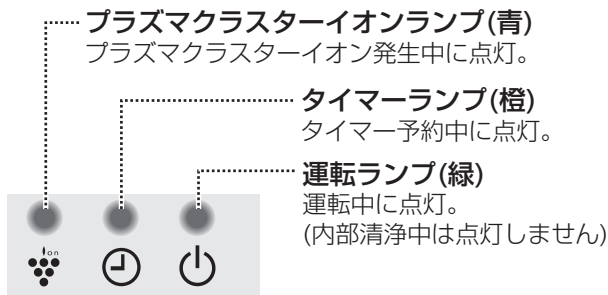 プラズマクラスターイオンランプ(青)
プラズマクラスターイオン発生中に点灯。
タイマーランプ(橙)
タイマー予約中に点灯。
運転ランプ(緑)
運転中に点灯。
(内部清浄中は点灯しません)
ion